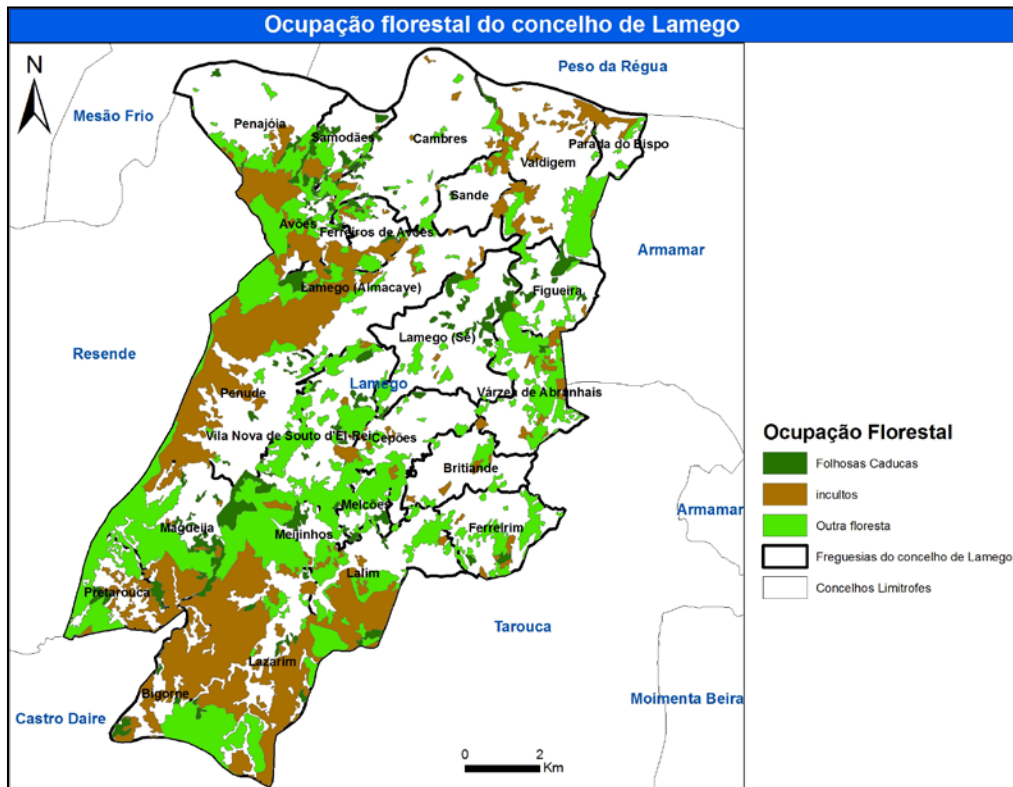 Ocupação florestal do concelho de Lamego
N
Peso da Régua
Mesão Frio
Penajóia
Samodães
Cambres
Parada do Bispo
Valdigem
Sande
Avões
Ferreiros de Avões
Armamar
Lamego (Almacave)
Figueira
Lamego (Sé)
Resende
Lamego
Penude
Várzea de Abrunhais
Vila Nova de Souto d'El-Rei
Cepões
Britiande
Melcões
Magueija
Meijinhos
Ferreirim
Armamar
Lalim
Pretarouca
Tarouca
Lazarim
Bigorne
Moimenta Beira
Castro Daire
0 2
Km
Ocupação Florestal
Folhosas Caducas
incultos
Outra floresta
Freguesias do concelho de Lamego
Concelhos Limitrofes